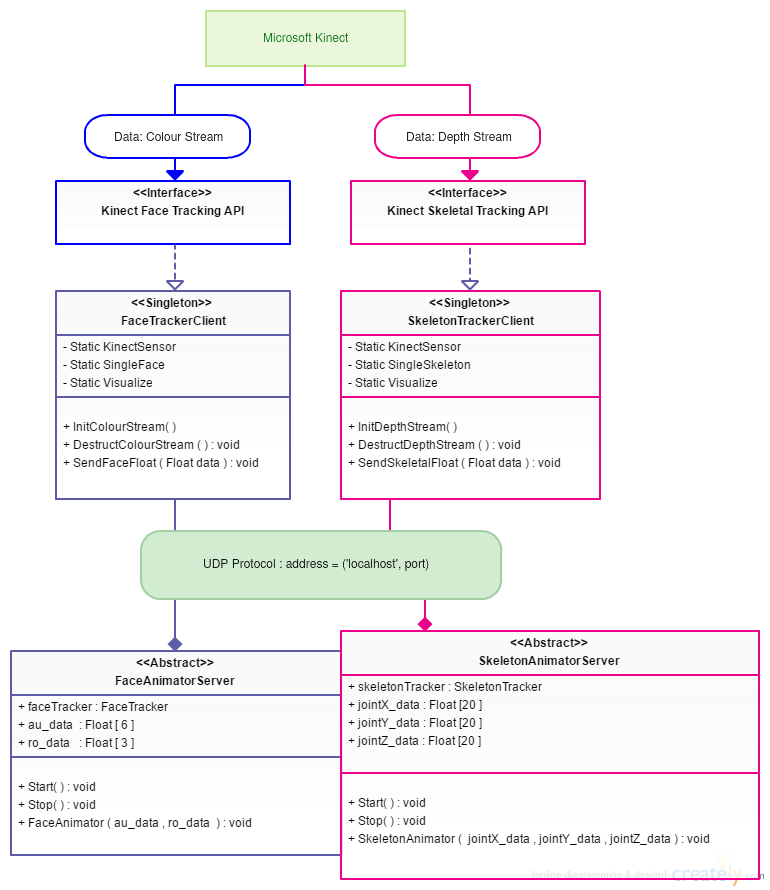 Microsoft Kinect
Data: Colour Stream
Data: Depth Stream
<<Interface>>
Kinect Face Tracking API
<<Interface>>
Kinect Skeletal Tracking API
<<Singleton>>
FaceTrackerClient
- Static KinectSensor
- Static SingleFace
- Static Visualize
+ InitColourStream( )
+ DestructColourStream ( ) : void
+ SendFaceFloat ( Float data ) : void
<<Singleton>>
SkeletonTrackerClient
- Static KinectSensor
- Static SingleSkeleton
- Static Visualize
+ InitDepthStream( )
+ DestructDepthStream ( ) : void
+ SendSkeletalFloat ( Float data ) : void
UDP Protocol : address = ('localhost', port)
<<Abstract>>
FaceAnimatorServer
+ faceTracker : FaceTracker
+ au_data : Float [ 6 ]
+ ro_data : Float [ 3 ]
+ Start( ) : void
+ Stop( ) : void
+ FaceAnimator ( au_data , ro_data ) : void
<<Abstract>>
SkeletonAnimatorServer
+ skeletonTracker : SkeletonTracker
+ jointX_data : Float [20 ]
+ jointY_data : Float [20 ]
+ jointZ_data : Float [20 ]
+ Start( ) : void
+ Stop( ) : void
+ SkeletonAnimator ( jointX_data , jointY_data , jointZ_data ) : void
[online diagramming & design] creately.com